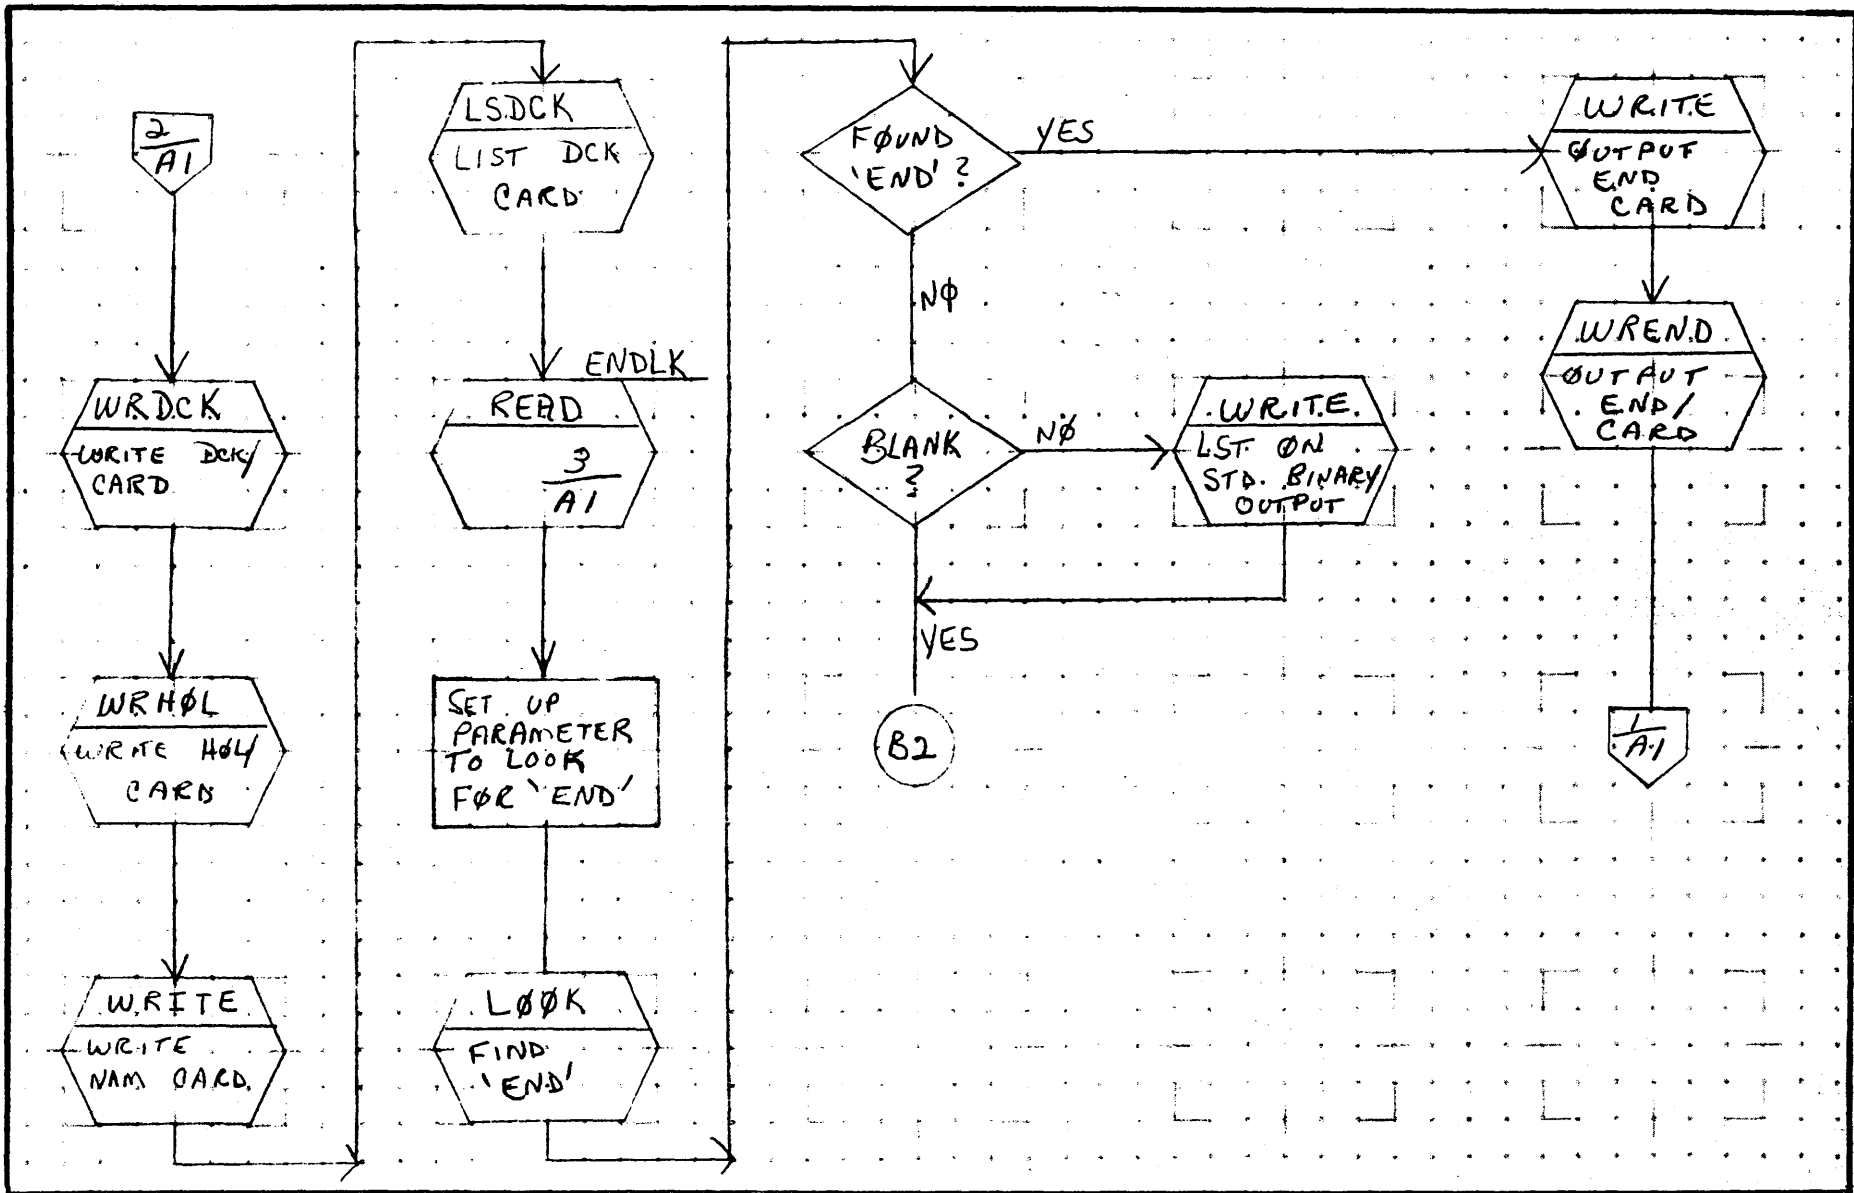 2
A1
WRDCK
WRITE DCK/
CARD
WRHØL
WRITE HØL/
CARD
WRITE
WRITE
NAM CARD
LSDCK
LIST DCK
CARD
ENDLK
READ
3
A1
SET UP
PARAMETER
TO LOOK
FØR 'END'
LØØK
FIND
'END'
FØUND
'END' ?
YES
NØ
BLANK
?
NØ
YES
B2
WRITE
LST ØN
STD. BINARY
OUTPUT
WRITE
ØUTPUT
END
CARD
WREND
ØUTPUT
END/
CARD
1
A1